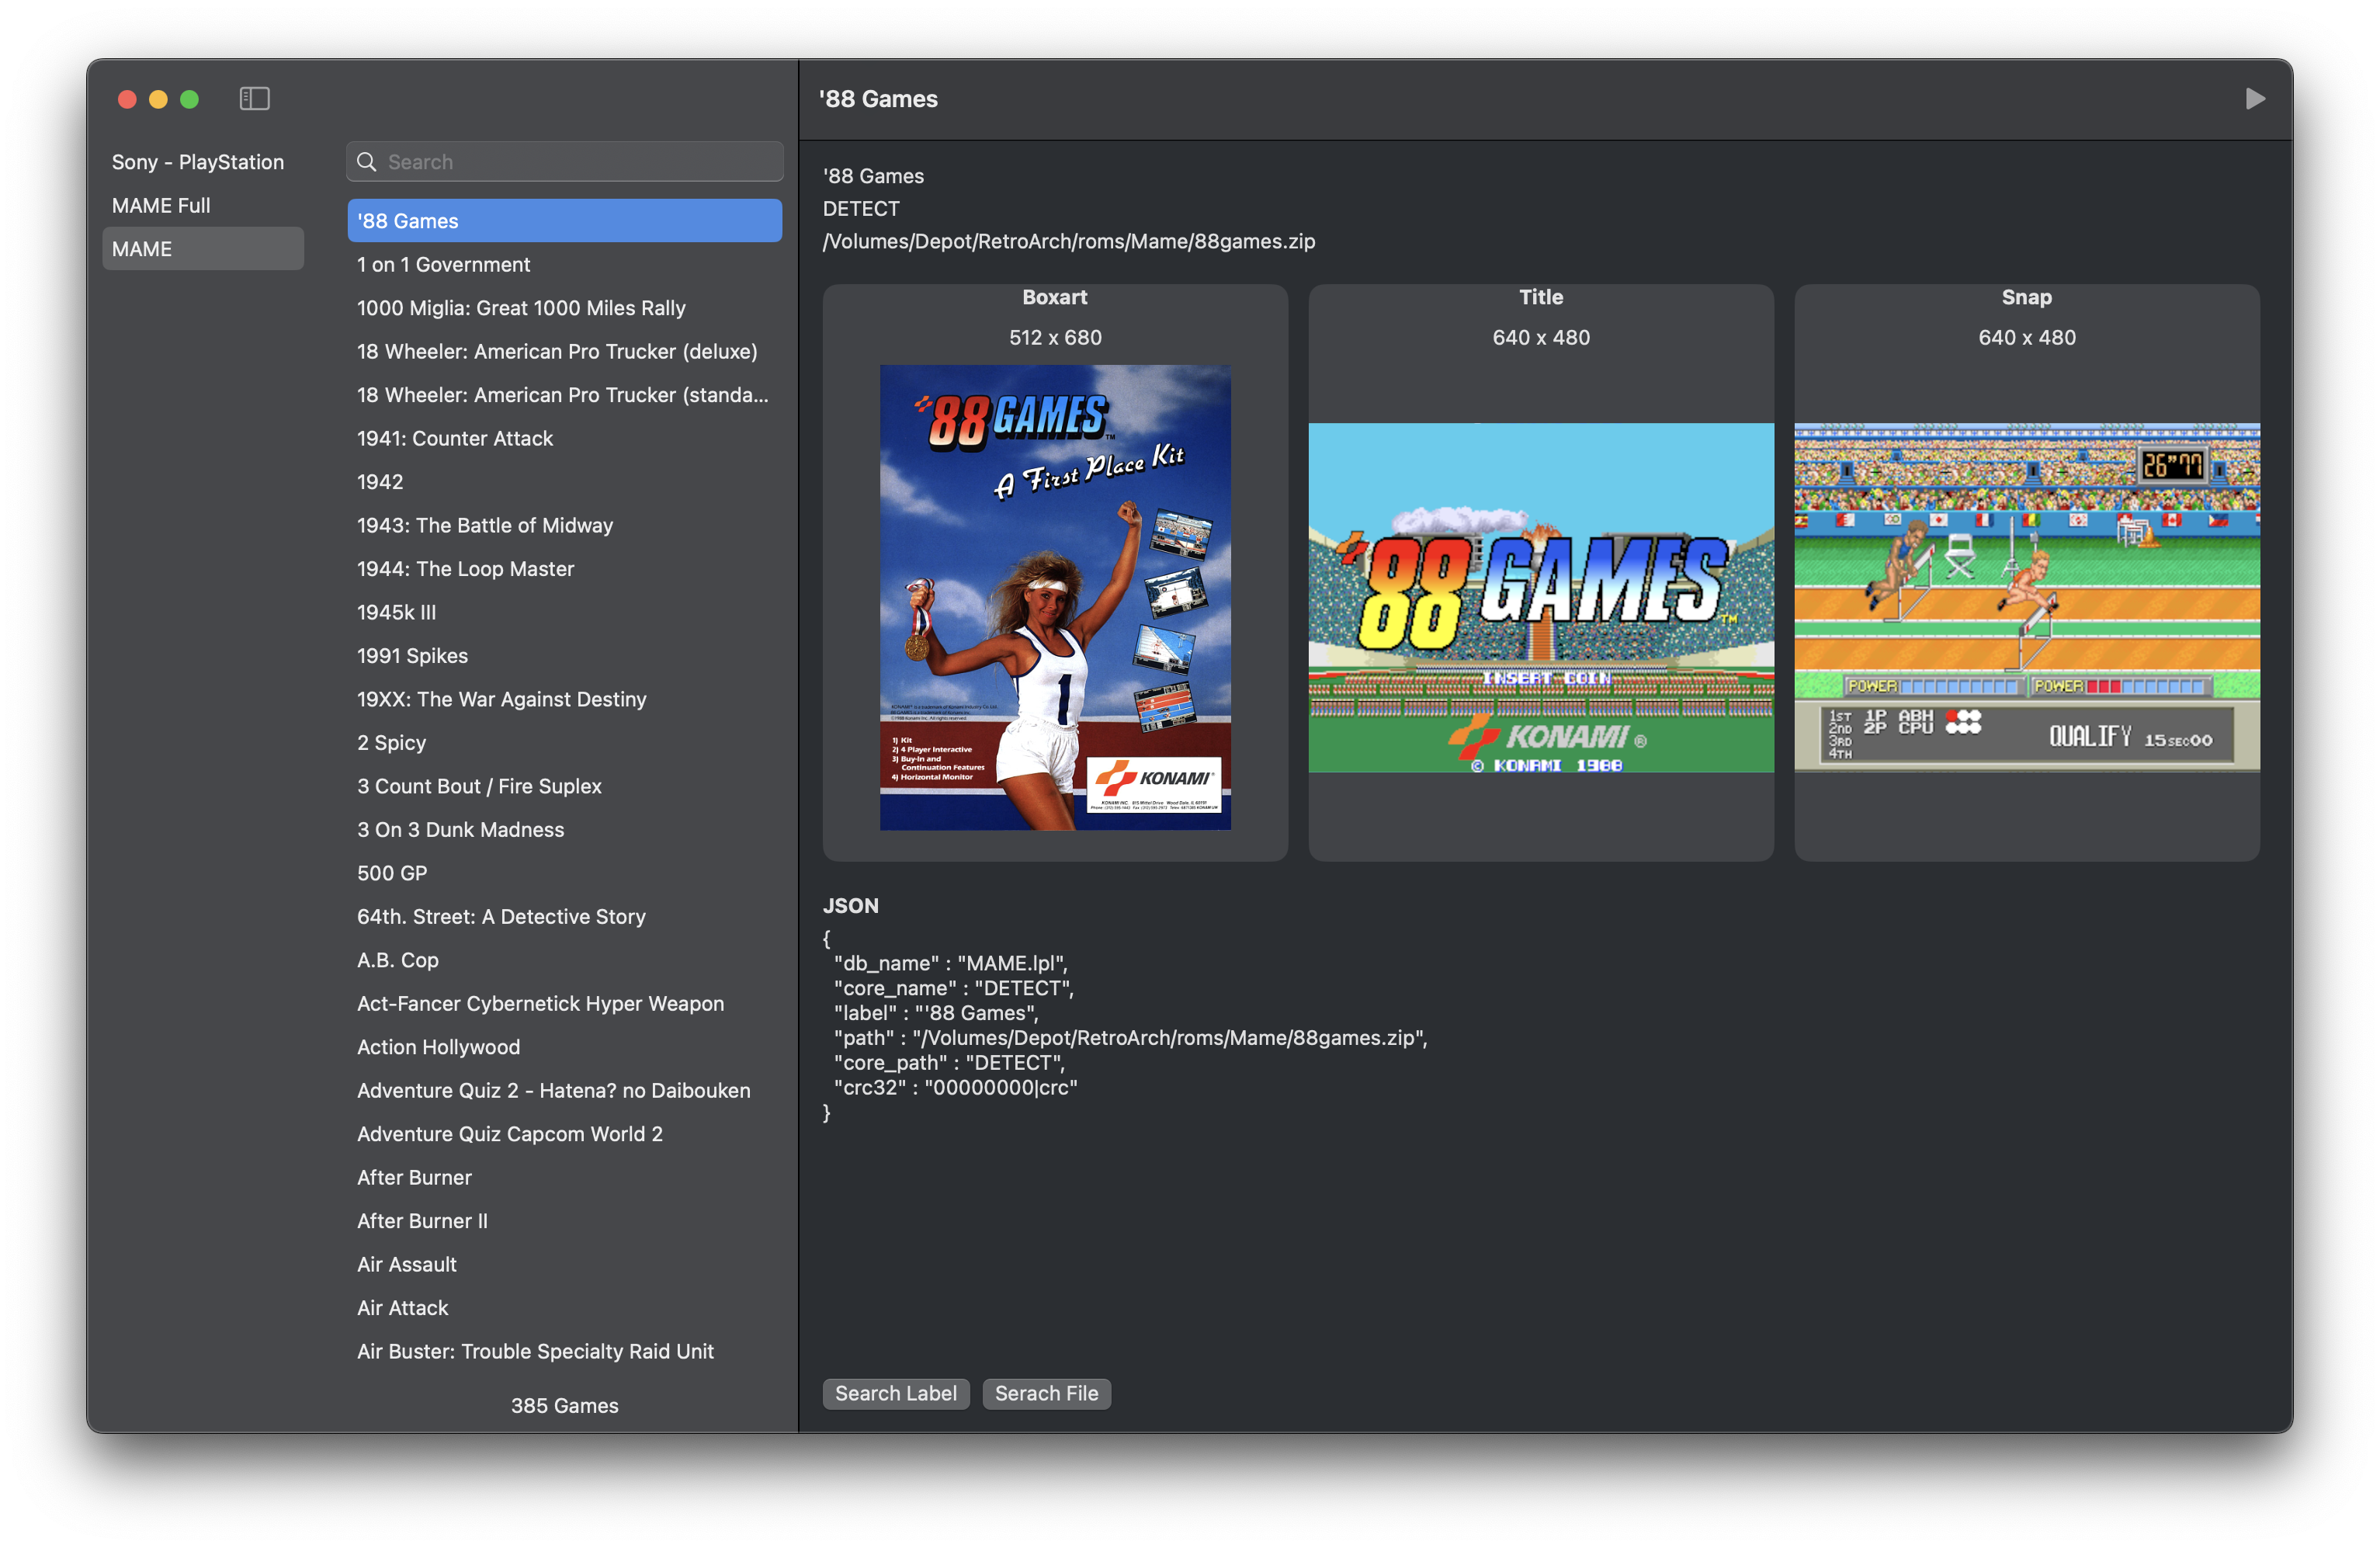 '88 Games
Sony - PlayStation
MAME Full
MAME
Search
'88 Games
1 on 1 Government
1000 Miglia: Great 1000 Miles Rally
18 Wheeler: American Pro Trucker (deluxe)
18 Wheeler: American Pro Trucker (standa...
1941: Counter Attack
1942
1943: The Battle of Midway
1944: The Loop Master
1945k III
1991 Spikes
19XX: The War Against Destiny
2 Spicy
3 Count Bout / Fire Suplex
3 On 3 Dunk Madness
500 GP
64th. Street: A Detective Story
A.B. Cop
Act-Fancer Cybernetick Hyper Weapon
Action Hollywood
Adventure Quiz 2 - Hatena? no Daibouken
Adventure Quiz Capcom World 2
After Burner
After Burner II
Air Assault
Air Attack
Air Buster: Trouble Specialty Raid Unit
385 Games
'88 Games
DETECT
/Volumes/Depot/RetroArch/roms/Mame/88games.zip
Boxart
512 x 680
'88 GAMES™
A First Place Kit
1
1) Kit
2) 4 Player Interactive
3) Buy-In and
Continuation Features
4) Horizontal Monitor
KONAMI®
Title
640 x 480
'88 GAMES™
INSERT COIN
KONAMI ®
© KONAMI 1988
Snap
640 x 480
26"77
POWER
POWER
1ST 1P ABH
2ND 2P CPU
3RD
4TH
QUALIFY 15SEC00
JSON
{
"db_name" : "MAME.lpl",
"core_name" : "DETECT",
"label" : "'88 Games",
"path" : "/Volumes/Depot/RetroArch/roms/Mame/88games.zip",
"core_path" : "DETECT",
"crc32" : "00000000|crc"
}
Search Label
Serach File